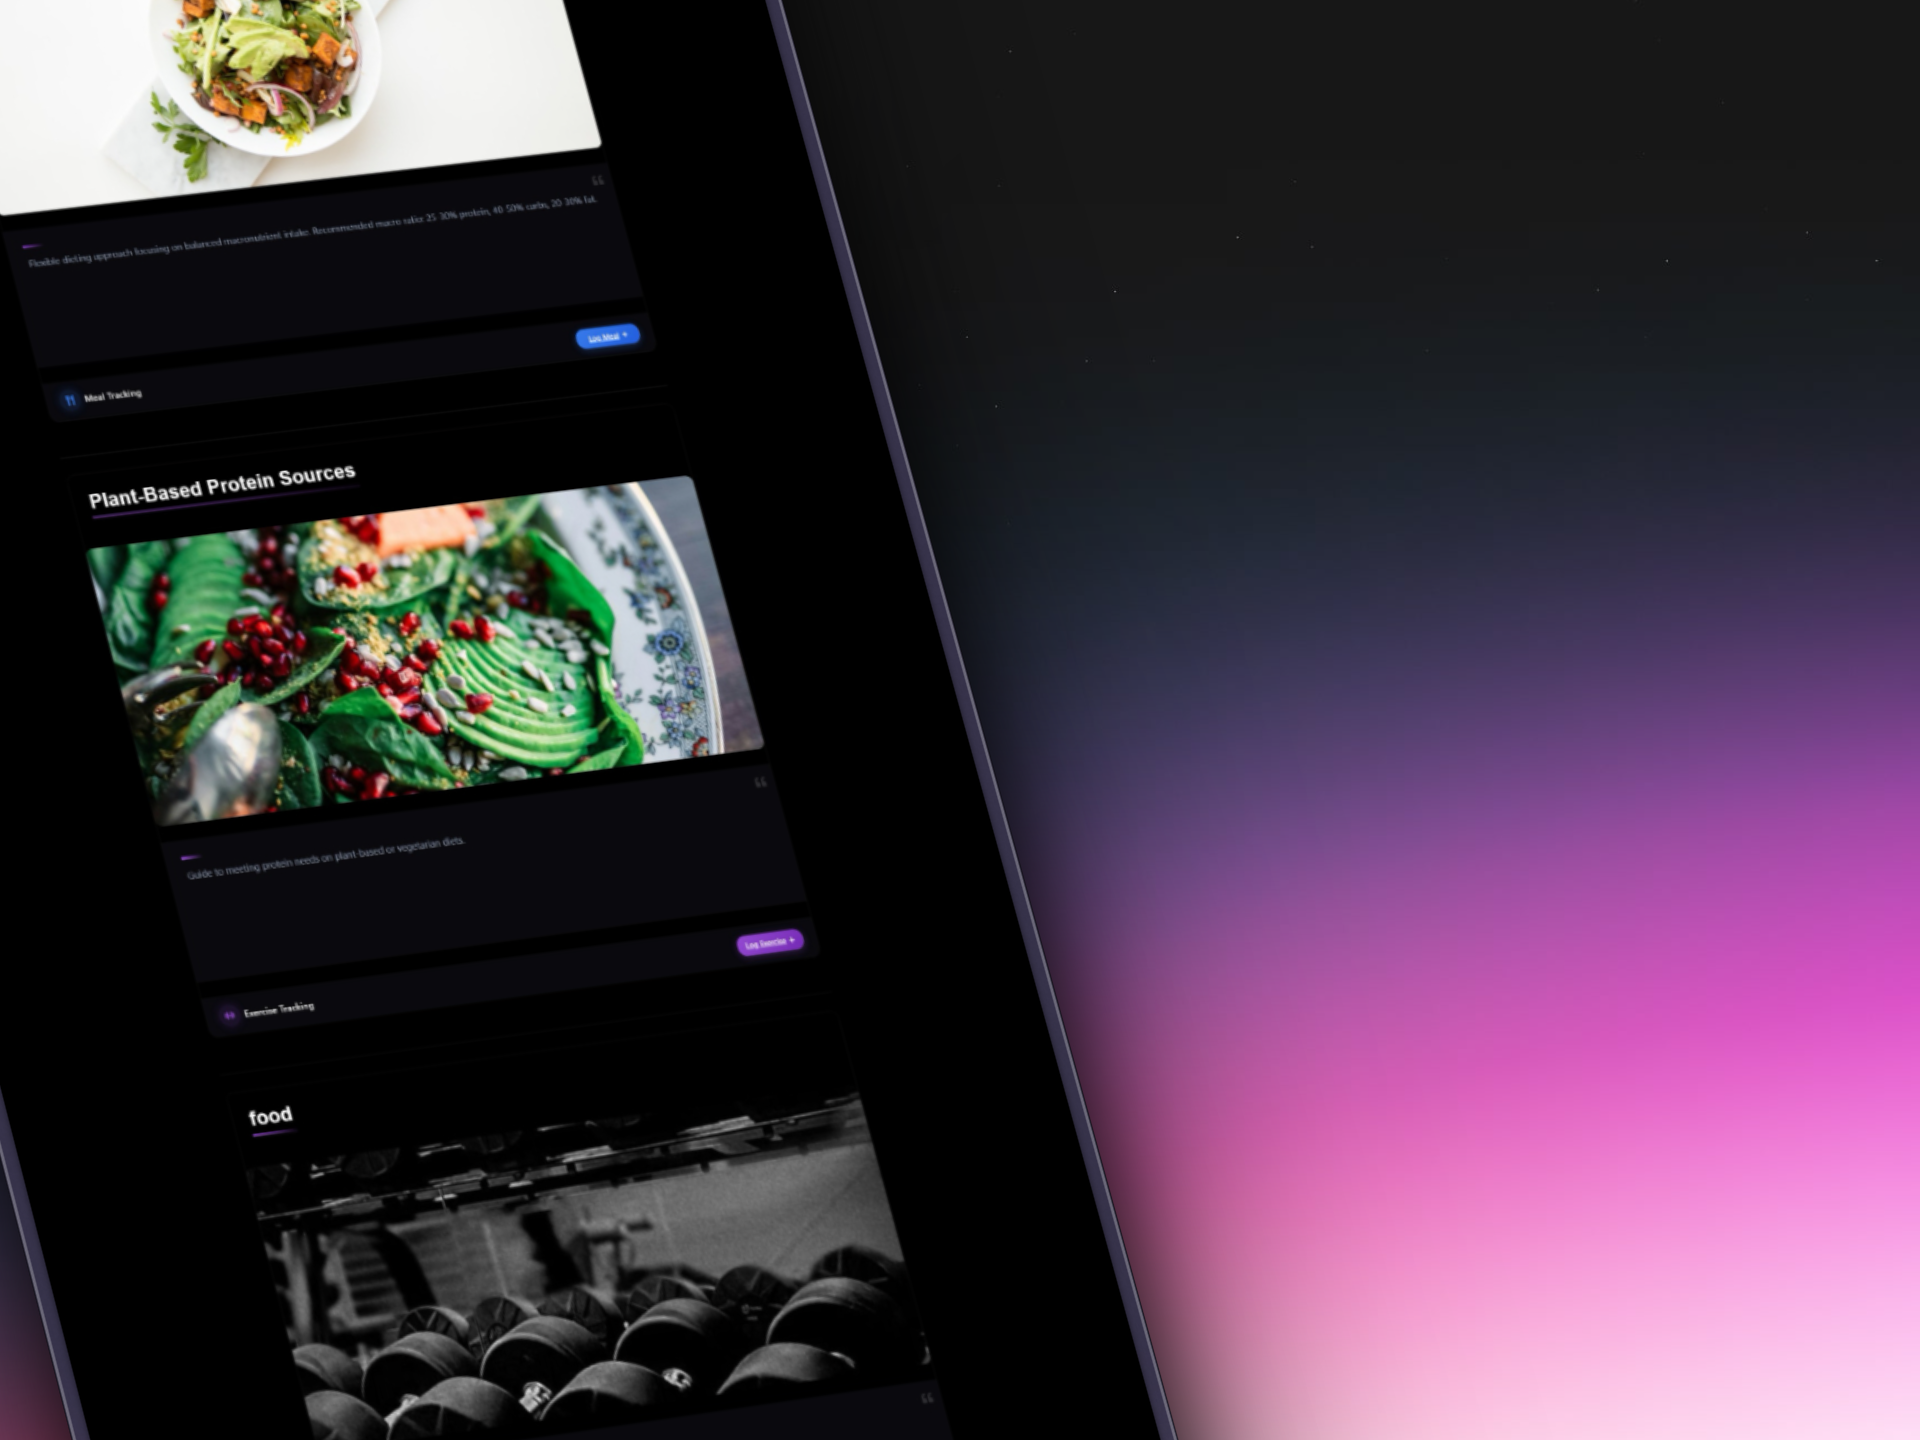 Flexible dieting approach focusing on balanced macronutrient intake. Recommended macro ratio: 25-30% protein, 40-50% carbs, 20-30% fat.
Log Meal
Meal Tracking
Plant-Based Protein Sources
Guide to meeting protein needs on plant-based or vegetarian diets.
Log Exercise
Exercise Tracking
food